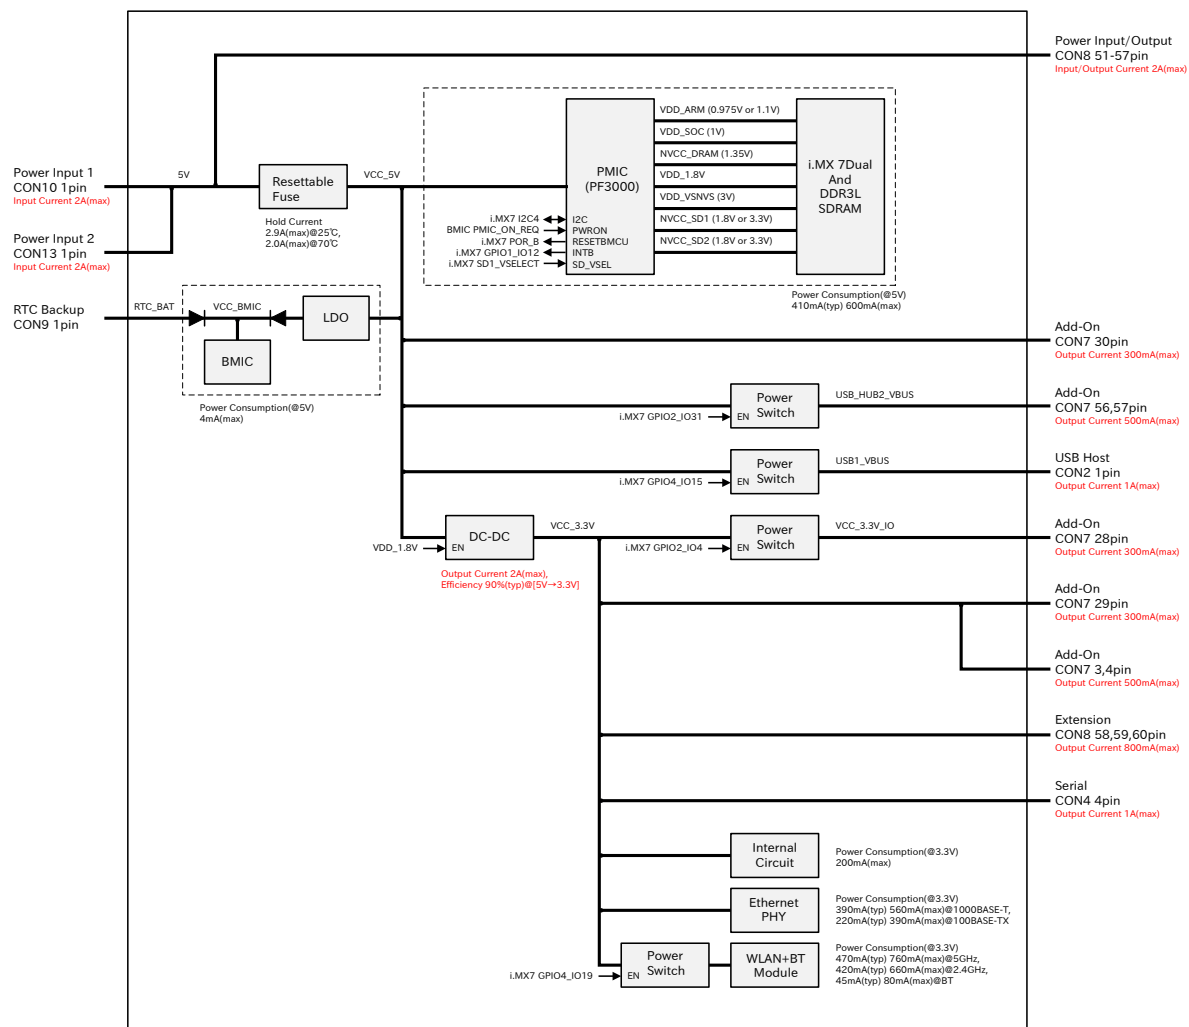 Power Input/Output
CON8 51-57pin
Input/Output Current 2A(max)
Power Input 1
CON10 1pin
Input Current 2A(max)
5V
Resettable
Fuse
Hold Current
2.9A(max)@25℃,
2.0A(max)@70℃
VCC_5V
Power Input 2
CON13 1pin
Input Current 2A(max)
PMIC
(PF3000)
I2C
PWRON
RESETBMCU
INTB
SD_VSEL
i.MX7 I2C4
BMIC PMIC_ON_REQ
i.MX7 POR_B
i.MX7 GPIO1_IO12
i.MX7 SD1_VSELECT
VDD_ARM (0.975V or 1.1V)
VDD_SOC (1V)
NVCC_DRAM (1.35V)
VDD_1.8V
VDD_VSNVS (3V)
NVCC_SD1 (1.8V or 3.3V)
NVCC_SD2 (1.8V or 3.3V)
i.MX 7Dual
And
DDR3L
SDRAM
Power Consumption(@5V)
410mA(typ) 600mA(max)
RTC Backup
CON9 1pin
RTC_BAT
VCC_BMIC
LDO
BMIC
Power Consumption(@5V)
4mA(max)
Add-On
CON7 30pin
Output Current 300mA(max)
i.MX7 GPIO2_IO31
EN
Power
Switch
USB_HUB2_VBUS
Add-On
CON7 56,57pin
Output Current 500mA(max)
i.MX7 GPIO4_IO15
EN
Power
Switch
USB1_VBUS
USB Host
CON2 1pin
Output Current 1A(max)
VDD_1.8V
EN
DC-DC
Output Current 2A(max),
Efficiency 90%(typ)@[5V→3.3V]
VCC_3.3V
i.MX7 GPIO2_IO4
EN
Power
Switch
VCC_3.3V_IO
Add-On
CON7 28pin
Output Current 300mA(max)
Add-On
CON7 29pin
Output Current 300mA(max)
Add-On
CON7 3,4pin
Output Current 500mA(max)
Extension
CON8 58,59,60pin
Output Current 800mA(max)
Serial
CON4 4pin
Output Current 1A(max)
Internal
Circuit
Power Consumption(@3.3V)
200mA(max)
Ethernet
PHY
Power Consumption(@3.3V)
390mA(typ) 560mA(max)@1000BASE-T,
220mA(typ) 390mA(max)@100BASE-TX
i.MX7 GPIO4_IO19
EN
Power
Switch
WLAN+BT
Module
Power Consumption(@3.3V)
470mA(typ) 760mA(max)@5GHz,
420mA(typ) 660mA(max)@2.4GHz,
45mA(typ) 80mA(max)@BT